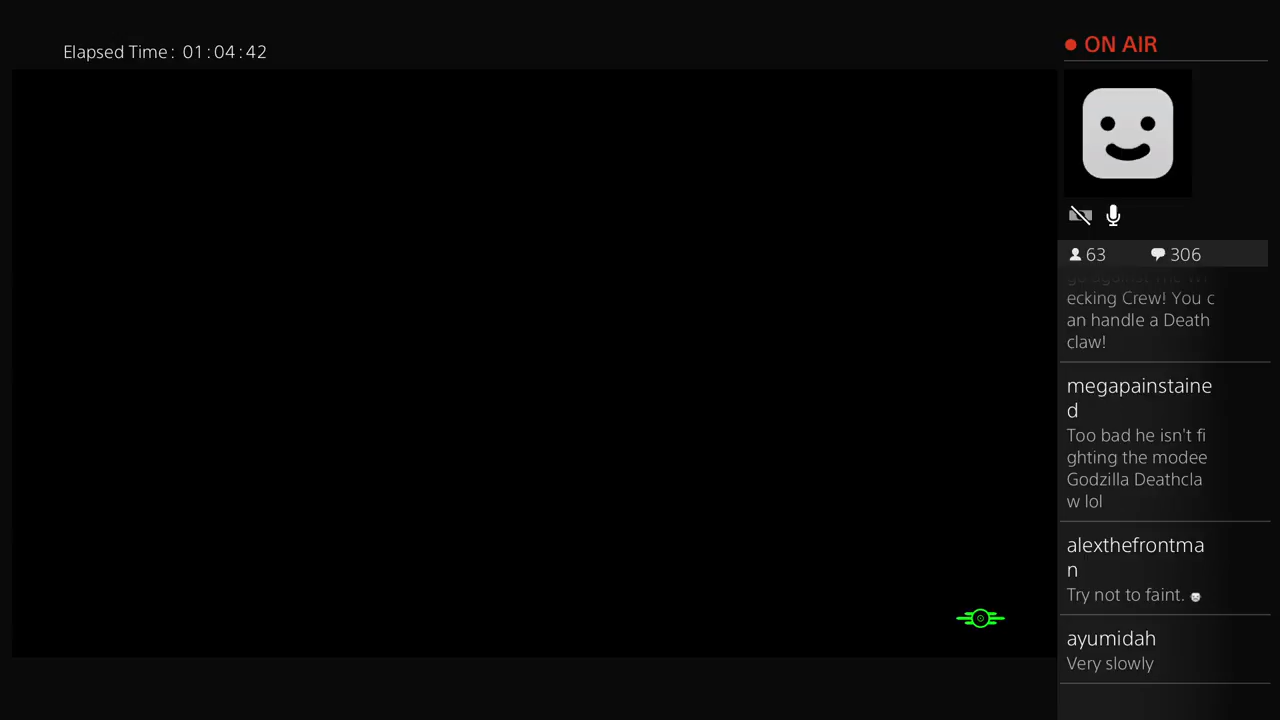 Elapsed Time: 01:04:42
ON AIR
63 306
ecking Crew! You c
an handle a Death
claw!
megapainstaine
d
Too bad he isn't fi
ghting the modee
Godzilla Deathcla
w lol
alexthefrontma
n
Try not to faint.
ayumidah
Very slowly